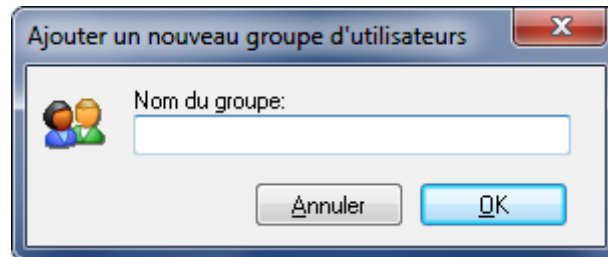 Ajouter un nouveau groupe d'utilisateurs
Nom du groupe:
Annuler OK